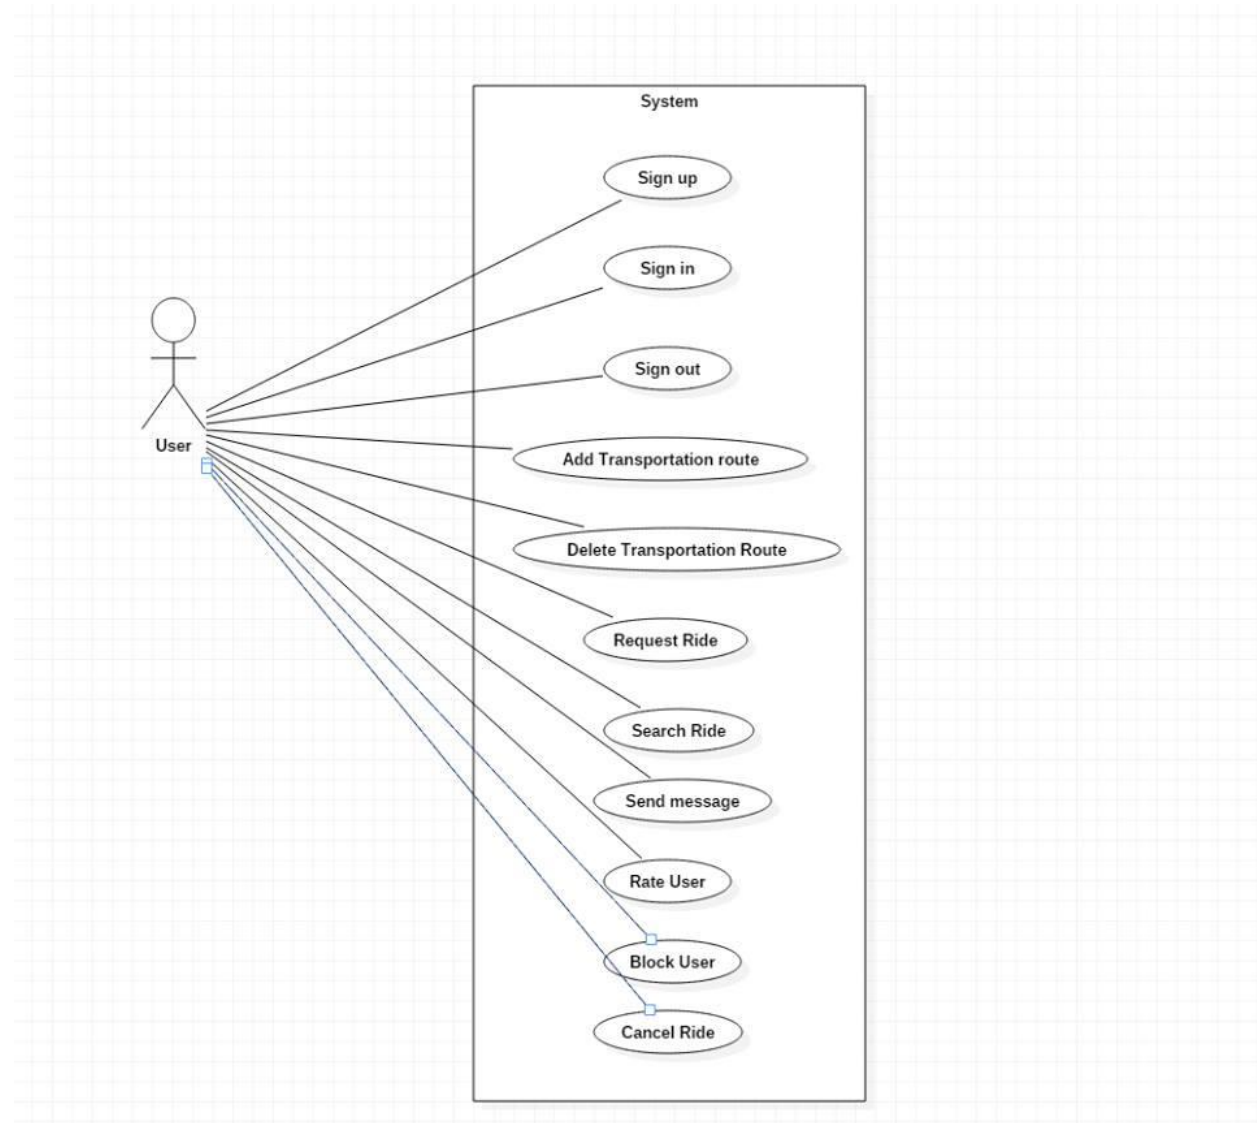 System
Sign up
Sign in
Sign out
User
Add Transportation route
Delete Transportation Route
Request Ride
Search Ride
Send message
Rate User
Block User
Cancel Ride